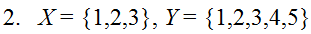 2. X= {1,2,3}, Y= {1,2,3,4,5}